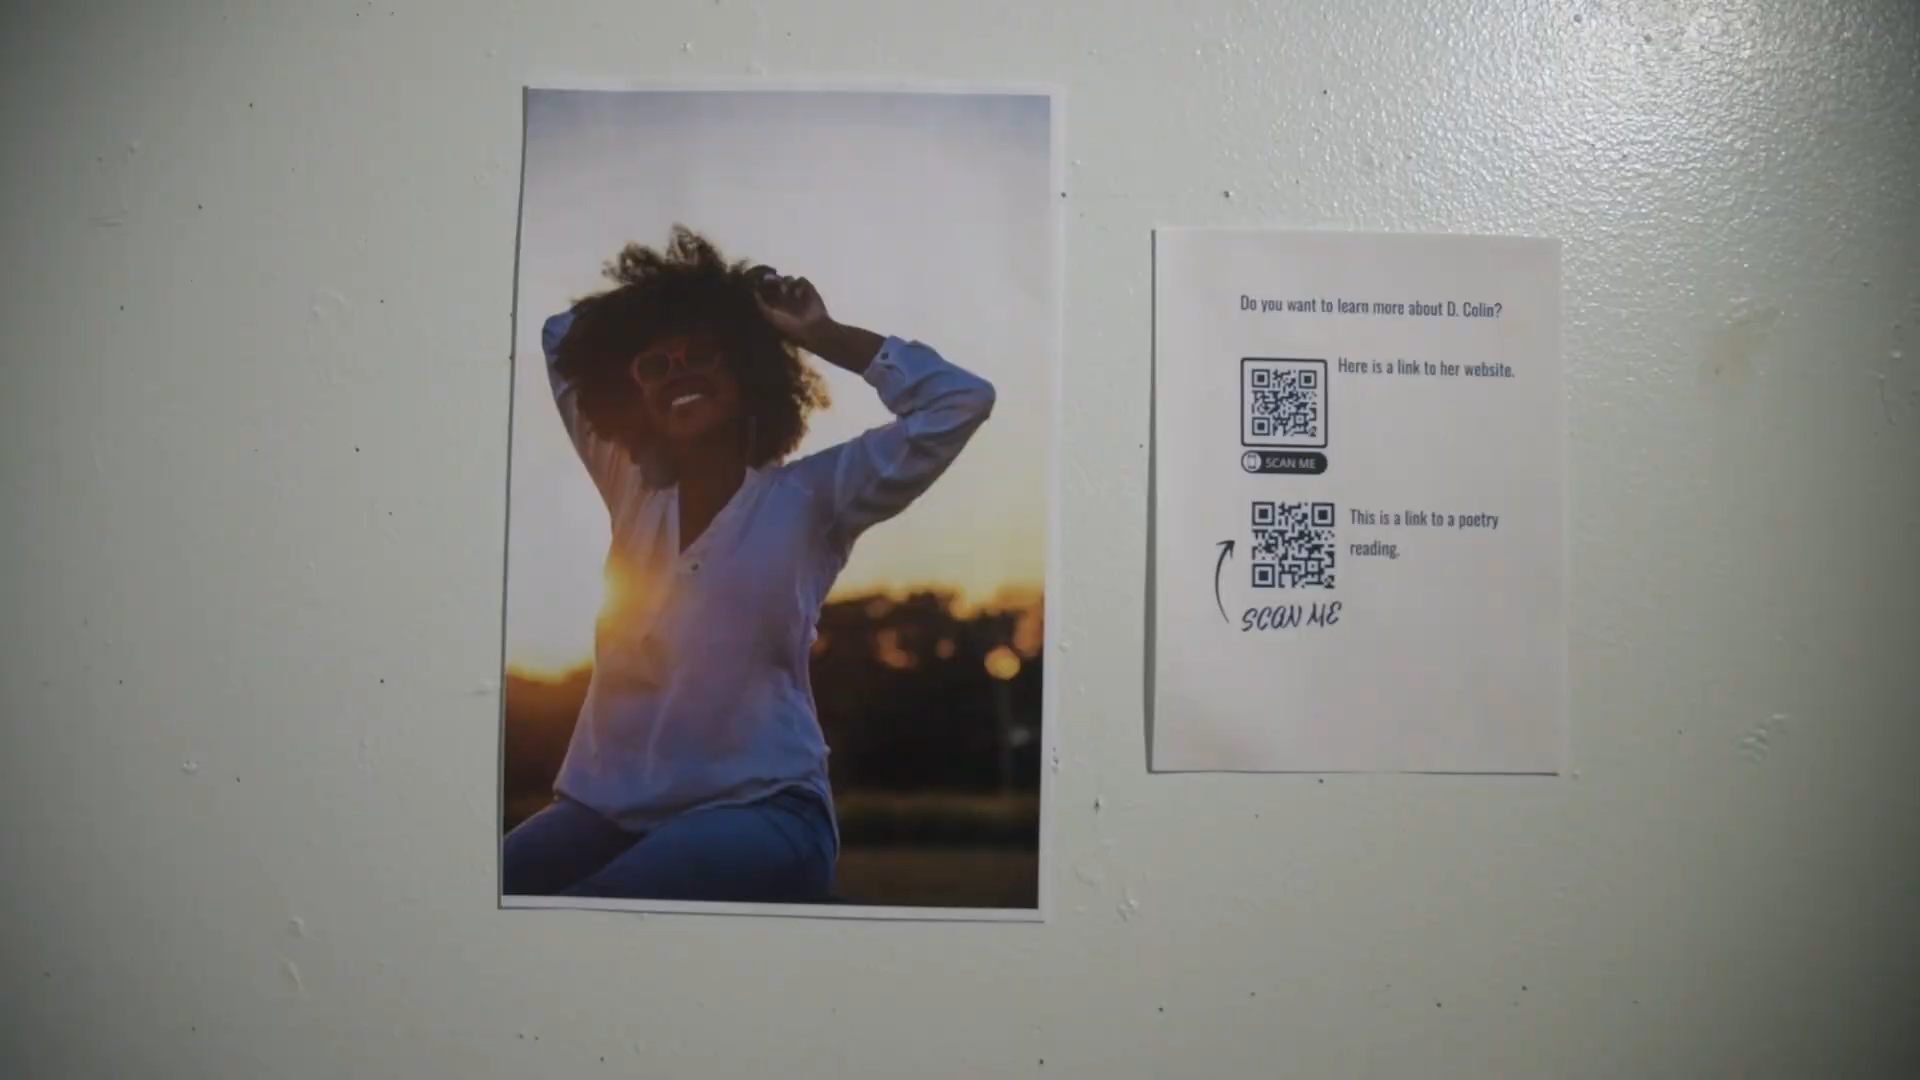 Do you want to learn more about D. Colin?
Here is a link to her website.
SCAN ME
This is a link to a poetry
reading.
SCAN ME